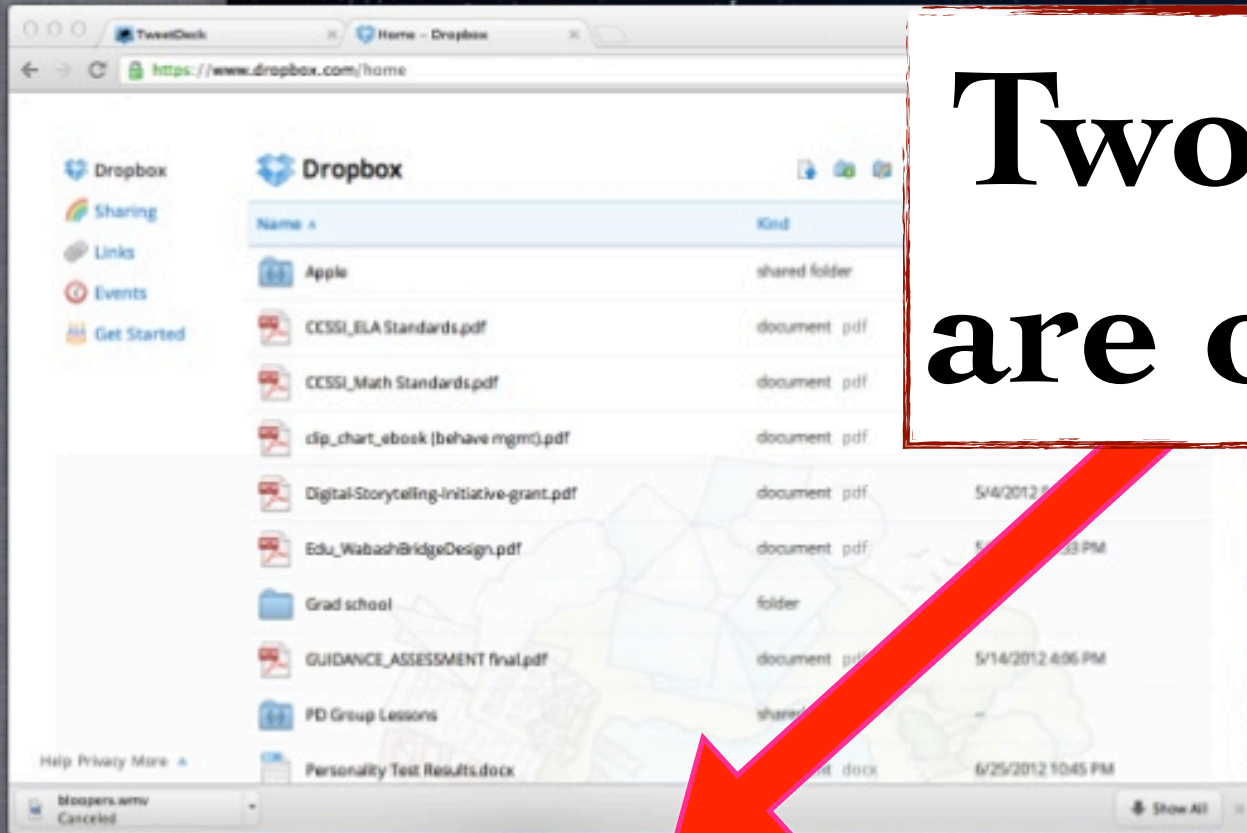 TweetDeck
Home – Dropbox
https://www.dropbox.com/home
Two
are
Dropbox
Sharing
Links
Events
Get Started
Dropbox
Name
Kind
Apple
shared folder
CCSSI_ELA Standards.pdf
document pdf
CCSSI_Math Standards.pdf
document pdf
clip_chart_ebook (behave mgmt).pdf
document pdf
Digital-Storytelling-Initiative-grant.pdf
document pdf
5/4/2012
Edu_WabashBridgeDesign.pdf
document pdf
PM
Grad school
folder
GUIDANCE_ASSESSMENT final.pdf
document
5/14/2012 4:06 PM
PD Group Lessons
--
Personality Test Results.docx
docx
6/25/2012 10:45 PM
Help Privacy More
bloopers.wmv
Canceled
Show All